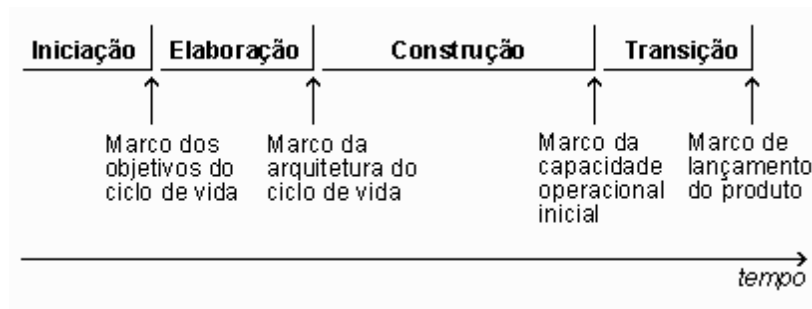 Iniciação Elaboração Construção Transição
Marco dos
objetivos do
ciclo de vida
Marco da
arquitetura do
ciclo de vida
Marco da
capacidade
operacional
inicial
Marco de
lançamento
do produto
tempo